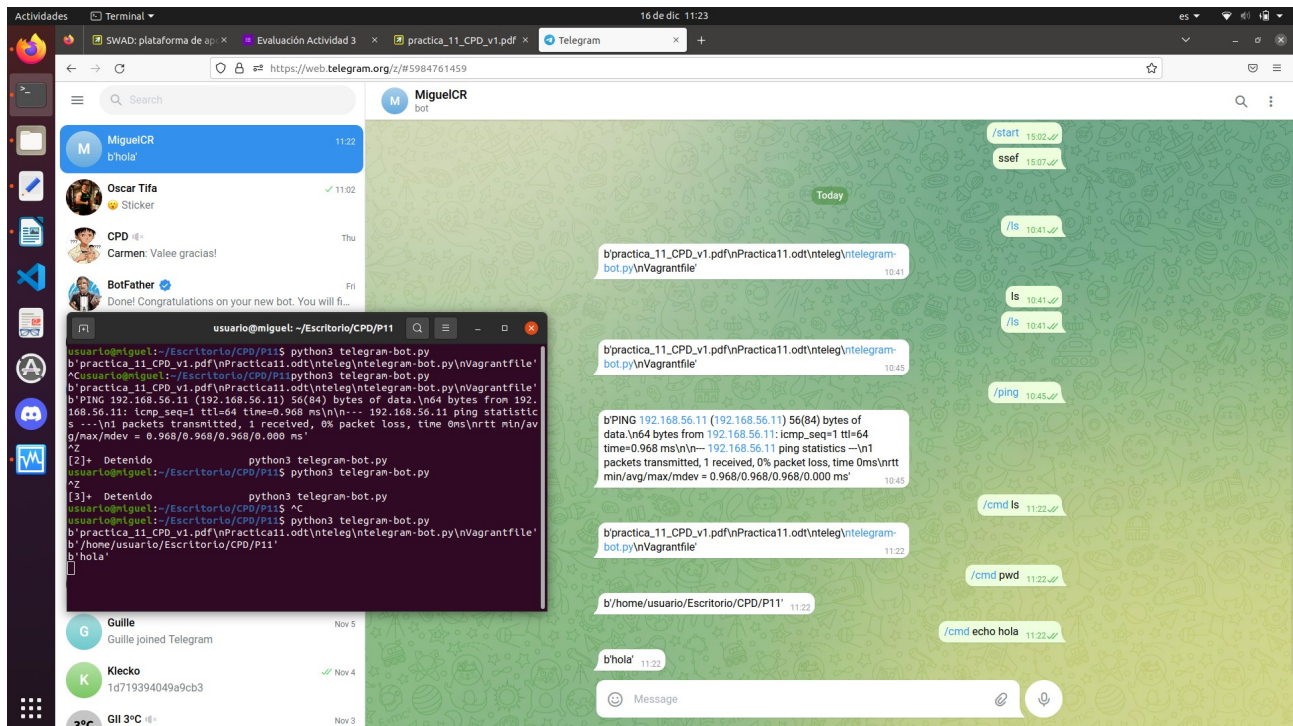 Actividades Terminal 16 de dic 11:23 es
SWAD: plataforma de ap Evaluación Actividad 3 practica_11_CPD_v1.pdf Telegram
https://web.telegram.org/z/#5984761459
Search
MiguelCR
bot
MiguelCR 11:22
b'hola'
Oscar Tifa 11:02
😮 Sticker
CPD Thu
Carmen: Valee gracias!
BotFather Fri
Done! Congratulations on your new bot. You will fi...
usuario@miguel: ~/Escritorio/CPD/P11
usuario@miguel:~/Escritorio/CPD/P11$ python3 telegram-bot.py
b'practica_11_CPD_v1.pdf\nPractica11.odt\nteleg\ntelegram-bot.py\nVagrantfile'
^Cusuario@miguel:~/Escritorio/CPD/P11python3 telegram-bot.py
b'practica_11_CPD_v1.pdf\nPractica11.odt\nteleg\ntelegram-bot.py\nVagrantfile'
b'PING 192.168.56.11 (192.168.56.11) 56(84) bytes of data.\n64 bytes from 192.
168.56.11: icmp_seq=1 ttl=64 time=0.968 ms\n\n--- 192.168.56.11 ping statistic
s ---\n1 packets transmitted, 1 received, 0% packet loss, time 0ms\nrtt min/av
g/max/mdev = 0.968/0.968/0.968/0.000 ms'
^Z
[2]+ Detenido python3 telegram-bot.py
usuario@miguel:~/Escritorio/CPD/P11$ python3 telegram-bot.py
^Z
[3]+ Detenido python3 telegram-bot.py
usuario@miguel:~/Escritorio/CPD/P11$ ^C
usuario@miguel:~/Escritorio/CPD/P11$ python3 telegram-bot.py
b'practica_11_CPD_v1.pdf\nPractica11.odt\nteleg\ntelegram-bot.py\nVagrantfile'
b'/home/usuario/Escritorio/CPD/P11'
b'hola'
Guille Nov 5
Guille joined Telegram
Klecko Nov 4
1d719394049a9cb3
GII 3ºC Nov 3
/start 15:02
ssef 15:07
Today
/ls 10:41
b'practica_11_CPD_v1.pdf\nPractica11.odt\nteleg\ntelegram-
bot.py\nVagrantfile' 10:41
ls 10:41
/ls 10:41
b'practica_11_CPD_v1.pdf\nPractica11.odt\nteleg\ntelegram-
bot.py\nVagrantfile' 10:45
/ping 10:45
b'PING 192.168.56.11 (192.168.56.11) 56(84) bytes of
data.\n64 bytes from 192.168.56.11: icmp_seq=1 ttl=64
time=0.968 ms\n\n--- 192.168.56.11 ping statistics ---\n1
packets transmitted, 1 received, 0% packet loss, time 0ms\nrtt
min/avg/max/mdev = 0.968/0.968/0.968/0.000 ms' 10:45
/cmd ls 11:22
b'practica_11_CPD_v1.pdf\nPractica11.odt\nteleg\ntelegram-
bot.py\nVagrantfile' 11:22
/cmd pwd 11:22
b'/home/usuario/Escritorio/CPD/P11' 11:22
/cmd echo hola 11:22
b'hola' 11:22
Message